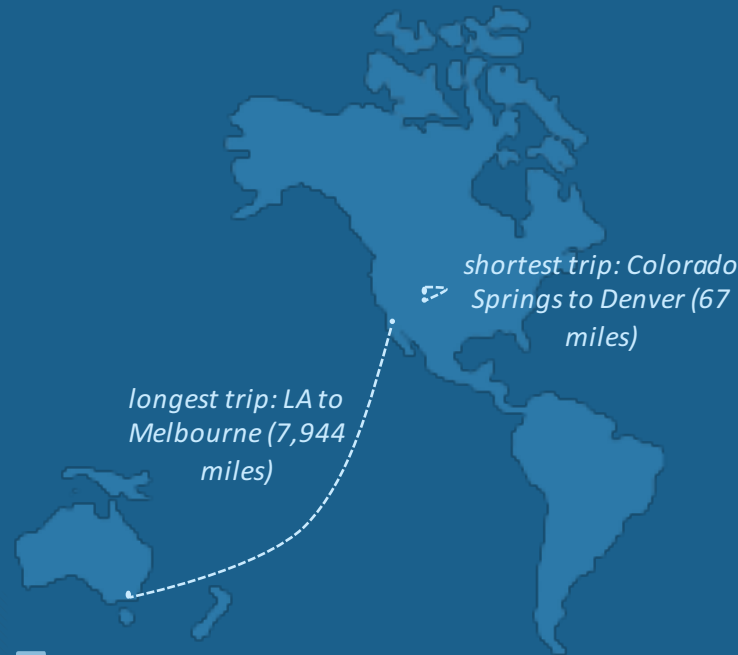 shortest trip: Colorado
Springs to Denver (67
miles)
longest trip: LA to
Melbourne (7,944
miles)